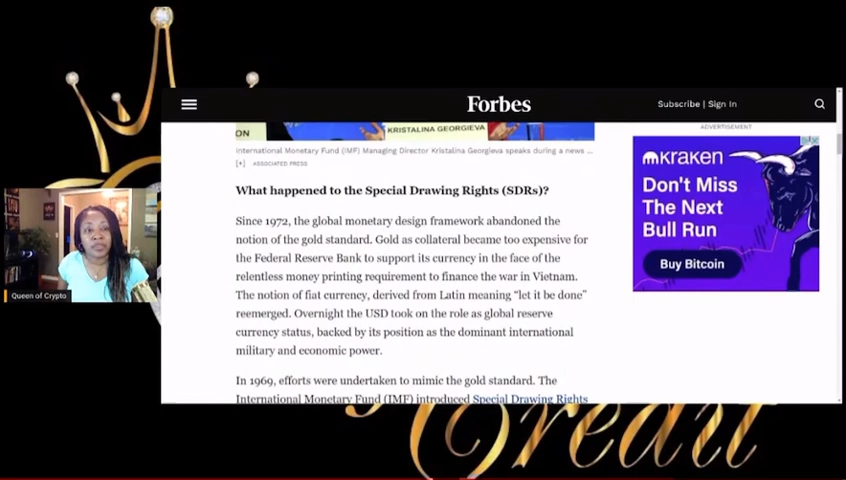 Forbes
Subscribe | Sign In
ADVERTISEMENT
ON
KRISTALINA GEORGIEVA
International Monetary Fund (IMF) Managing Director Kristalina Georgieva speaks during a news ...
[+] ASSOCIATED PRESS
What happened to the Special Drawing Rights (SDRs)?
Since 1972, the global monetary design framework abandoned the
notion of the gold standard. Gold as collateral became too expensive for
the Federal Reserve Bank to support its currency in the face of the
relentless money printing requirement to finance the war in Vietnam.
The notion of fiat currency, derived from Latin meaning “let it be done”
reemerged. Overnight the USD took on the role as global reserve
currency status, backed by its position as the dominant international
military and economic power.
In 1969, efforts were undertaken to mimic the gold standard. The
International Monetary Fund (IMF) introduced Special Drawing Rights
KRAKEN
Don't Miss
The Next
Bull Run
Buy Bitcoin
Queen of Crypto
Credit